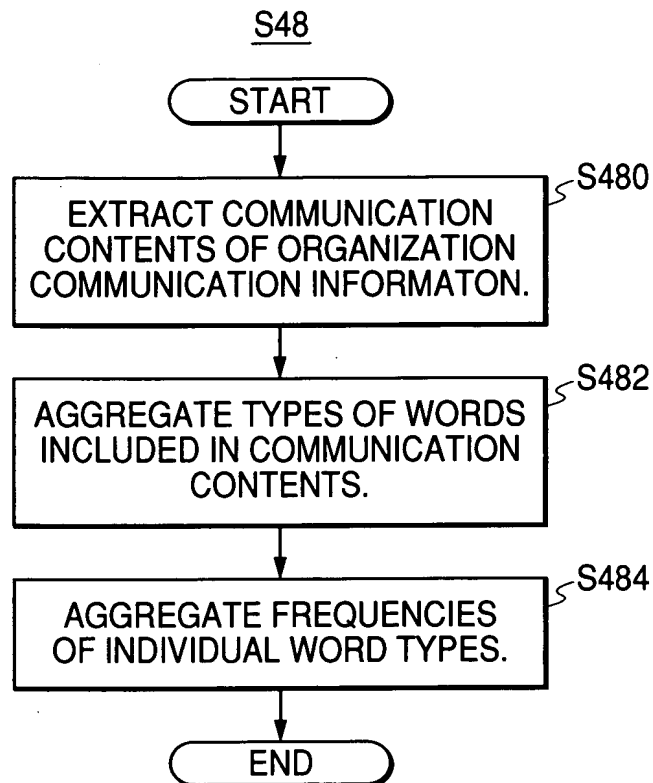 S48
START
S480
EXTRACT COMMUNICATION
CONTENTS OF ORGANIZATION
COMMUNICATION INFORMATON.
S482
AGGREGATE TYPES OF WORDS
INCLUDED IN COMMUNICATION
CONTENTS.
S484
AGGREGATE FREQUENCIES
OF INDIVIDUAL WORD TYPES.
END